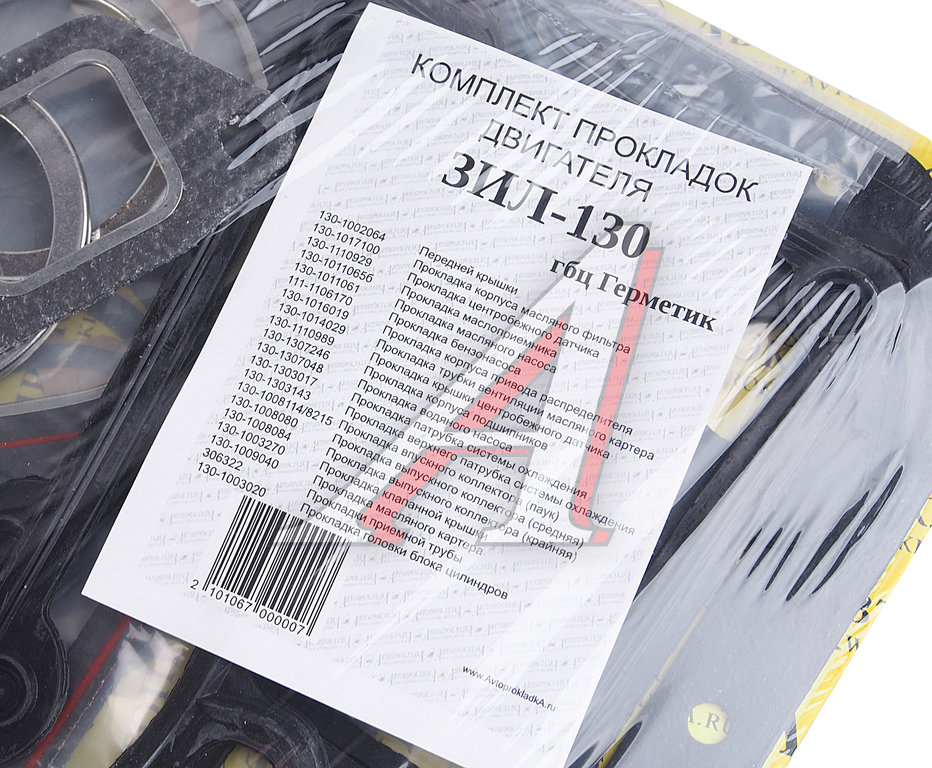 КОМПЛЕКТ ПРОКЛАДОК
ДВИГАТЕЛЯ
ЗИЛ-130
гбц Герметик
130-1002064 Передней крышки
130-1017100 Прокладка корпуса масляного фильтра
130-1110929 Прокладка центробежного датчика
130-10110656 Прокладка маслоприемника
130-1011061 Прокладка масляного насоса
111-1106170 Прокладка бензо насоса
130-1016019 Прокладка корпуса привода распределителя
130-1014029 Прокладка трубки вентиляции масляного картера
130-1110989 Прокладка крышки центробежного датчика
130-1307246 Прокладка корпуса подшипников
130-1307048 Прокладка водяного насоса
130-1303017 Прокладка патрубка системы охлаждения
130-1303143 Прокладка верхнего патрубка системы охлаждения
130-1008114/8215 Прокладка впускного коллектора (паук)
130-1008080 Прокладка выпускного коллектора (средняя)
130-1008084 Прокладка выпускного коллектора (крайняя)
130-1003270 Прокладка клапанной крышки
130-1009040 Прокладка масляного картера
306322 Прокладки приемной трубы
130-1003020 Прокладка головки блока цилиндров
2 101067 000007
www.AvtoprokladkA.ru
A.RU